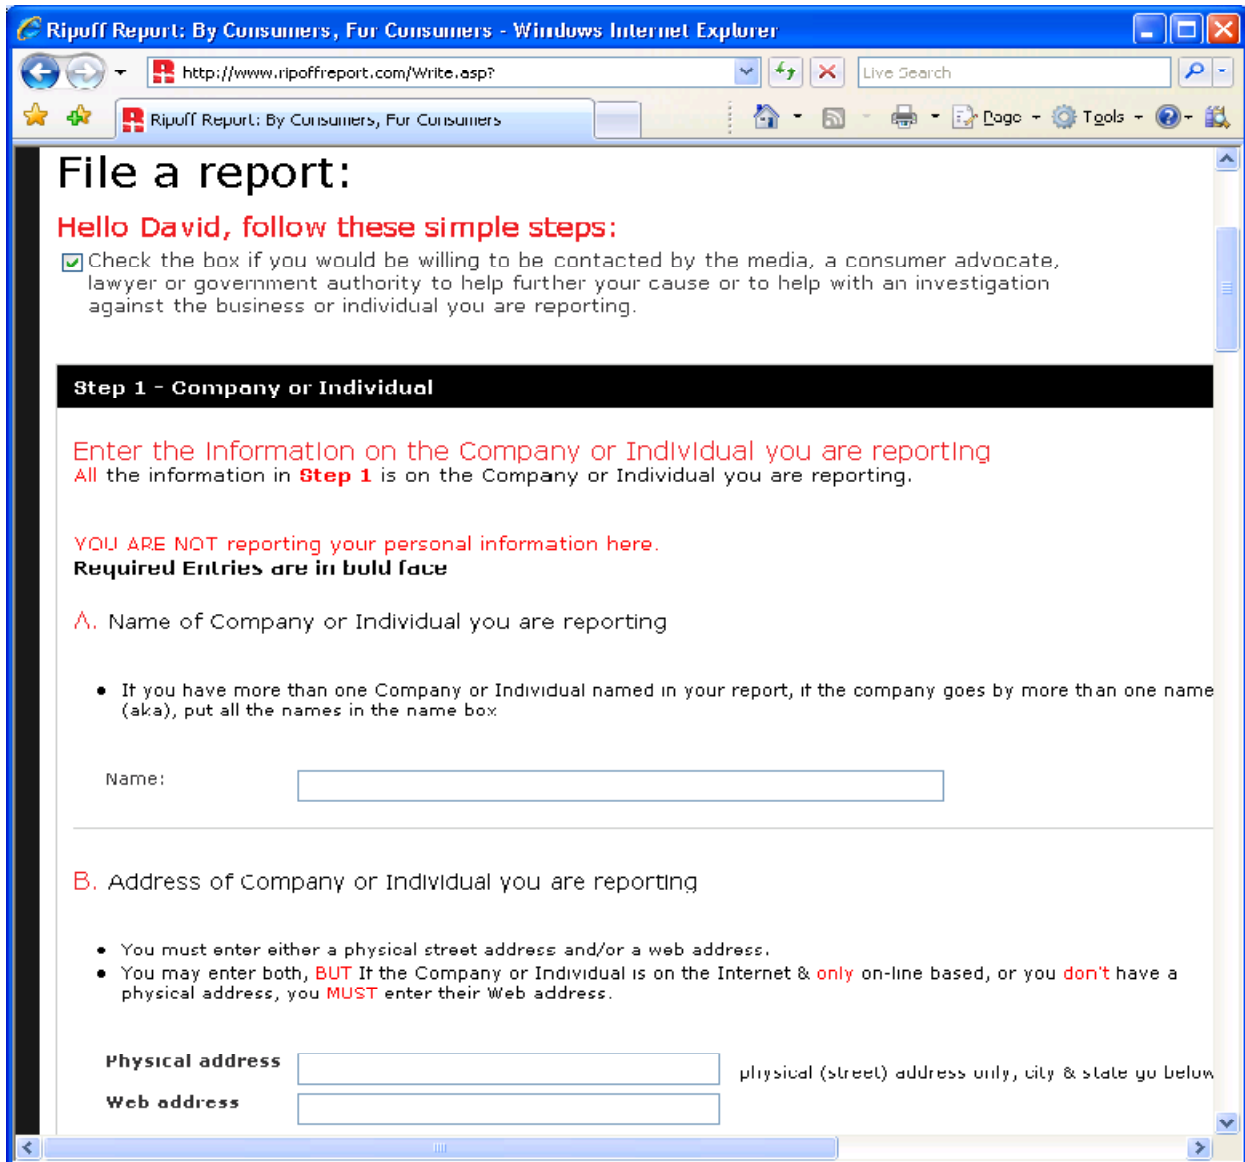 Ripoff Report: By Consumers, For Consumers - Windows Internet Explorer
http://www.ripoffreport.com/Write.asp?
Live Search
Ripoff Report: By Consumers, For Consumers
Page
Tools
File a report:
Hello David, follow these simple steps:
Check the box if you would be willing to be contacted by the media, a consumer advocate,
lawyer or government authority to help further your cause or to help with an investigation
against the business or individual you are reporting.
Step 1 - Company or Individual
Enter the Information on the Company or Individual you are reporting
All the information in Step 1 is on the Company or Individual you are reporting.
YOU ARE NOT reporting your personal information here.
Required Entries are in bold face
A. Name of Company or Individual you are reporting
• If you have more than one Company or Individual named in your report, if the company goes by more than one name
(aka), put all the names in the name box
Name:
B. Address of Company or Individual you are reporting
• You must enter either a physical street address and/or a web address.
• You may enter both, BUT If the Company or Individual is on the Internet & only on-line based, or you don't have a
physical address, you MUST enter their Web address.
Physical address
physical (street) address only, city & state go below
Web address